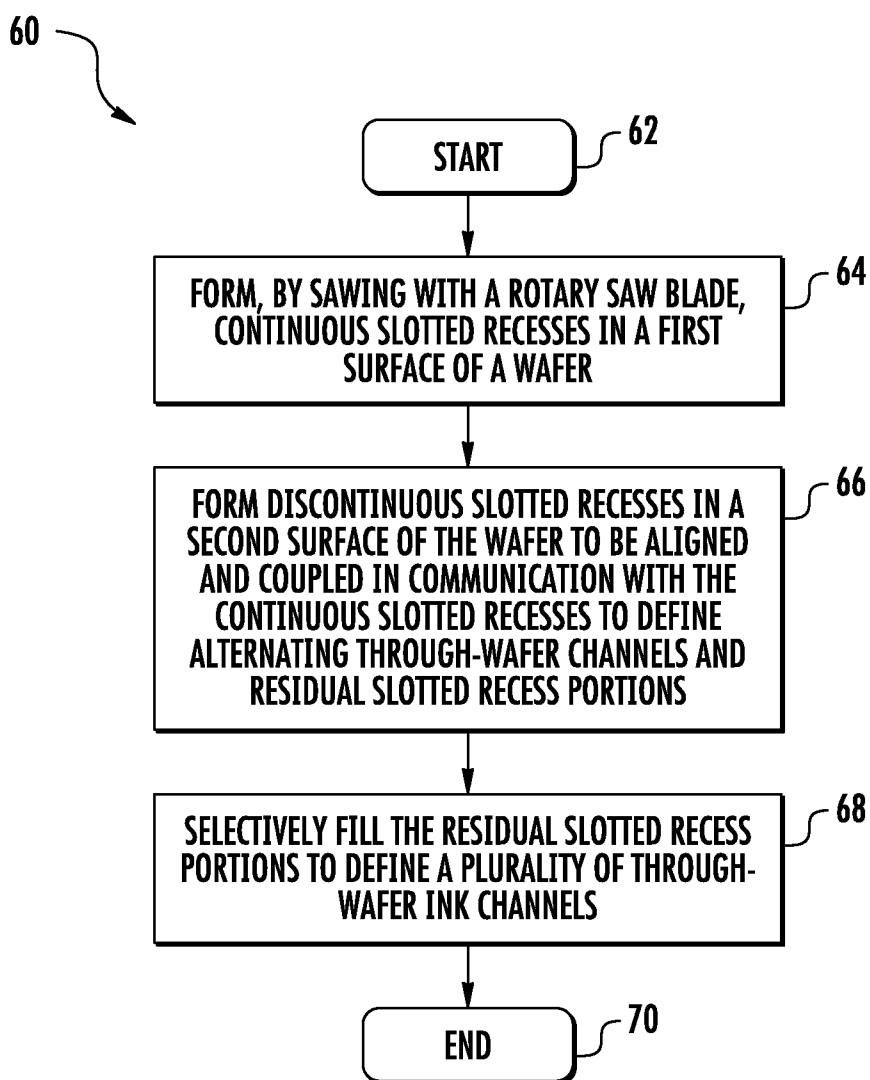 60
START
62
FORM, BY SAWING WITH A ROTARY SAW BLADE,
CONTINUOUS SLOTTED RECESSES IN A FIRST
SURFACE OF A WAFER
64
FORM DISCONTINUOUS SLOTTED RECESSES IN A
SECOND SURFACE OF THE WAFER TO BE ALIGNED
AND COUPLED IN COMMUNICATION WITH THE
CONTINUOUS SLOTTED RECESSES TO DEFINE
ALTERNATING THROUGH-WAFER CHANNELS AND
RESIDUAL SLOTTED RECESS PORTIONS
66
SELECTIVELY FILL THE RESIDUAL SLOTTED RECESS
PORTIONS TO DEFINE A PLURALITY OF THROUGH-
WAFER INK CHANNELS
68
END
70